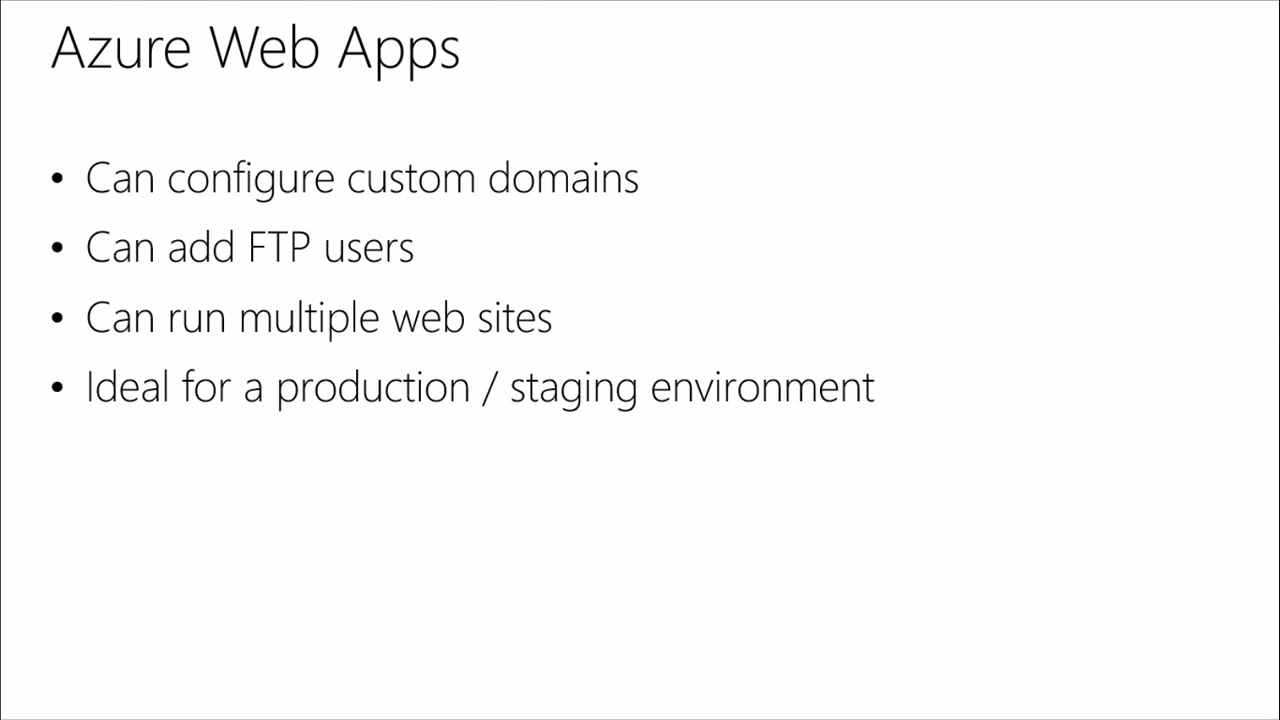 Azure Web Apps
• Can configure custom domains
• Can add FTP users
• Can run multiple web sites
• Ideal for a production / staging environment